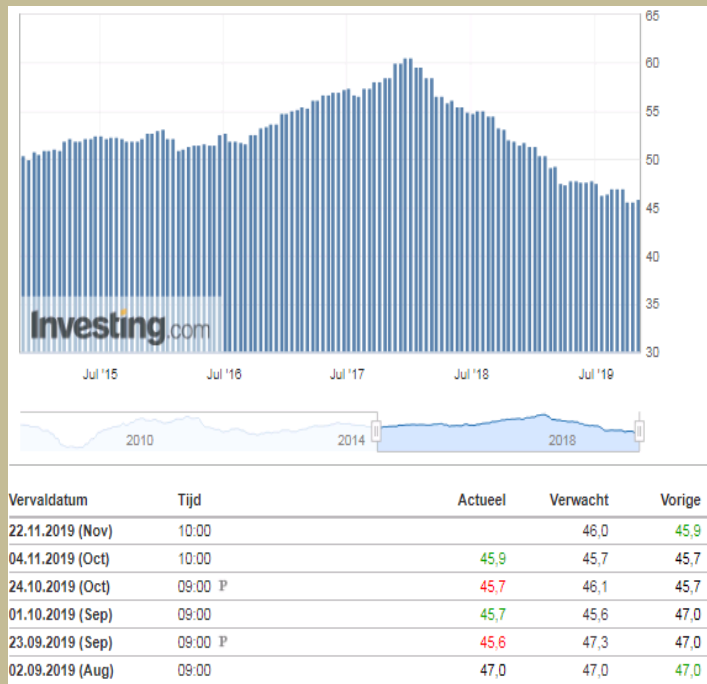 65
60
55
50
45
40
35
30
Investing.com
Jul '15 Jul '16 Jul '17 Jul '18 Jul '19
2010 2014 2018
Vervaldatum Tijd Actueel Verwacht Vorige
22.11.2019 (Nov) 10:00 46,0 45,9
04.11.2019 (Oct) 10:00 45,9 45,7 45,7
24.10.2019 (Oct) 09:00 P 45,7 46,1 45,7
01.10.2019 (Sep) 09:00 45,7 45,6 47,0
23.09.2019 (Sep) 09:00 P 45,6 47,3 47,0
02.09.2019 (Aug) 09:00 47,0 47,0 47,0